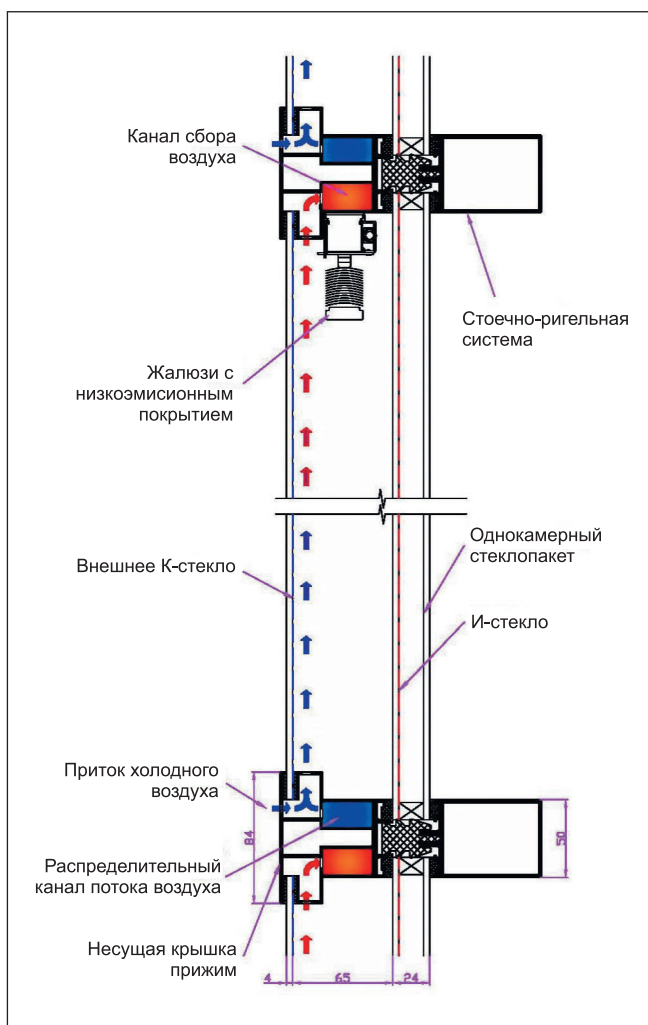 Канал сбора
воздуха
Стоечно-ригельная
система
Жалюзи с
низкоэмисионным
покрытием
Однокамерный
стеклопакет
Внешнее К-стекло
И-стекло
Приток холодного
воздуха
84
50
Распределительный
канал потока воздуха
Несущая крышка
прижим
4
65
24